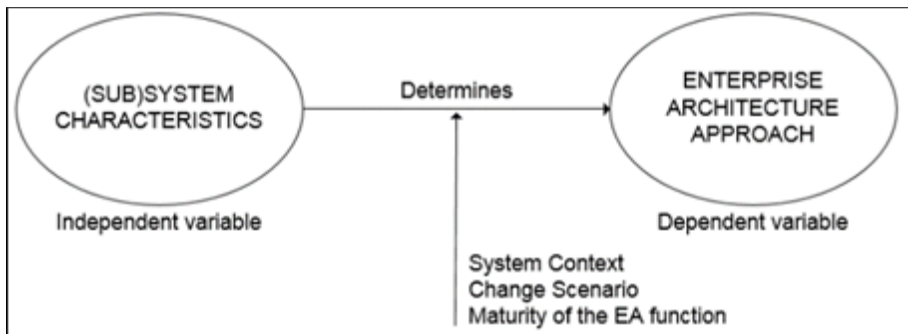 (SUB)SYSTEM
CHARACTERISTICS
Independent variable
Determines
System Context
Change Scenario
Maturity of the EA function
ENTERPRISE
ARCHITECTURE
APPROACH
Dependent variable